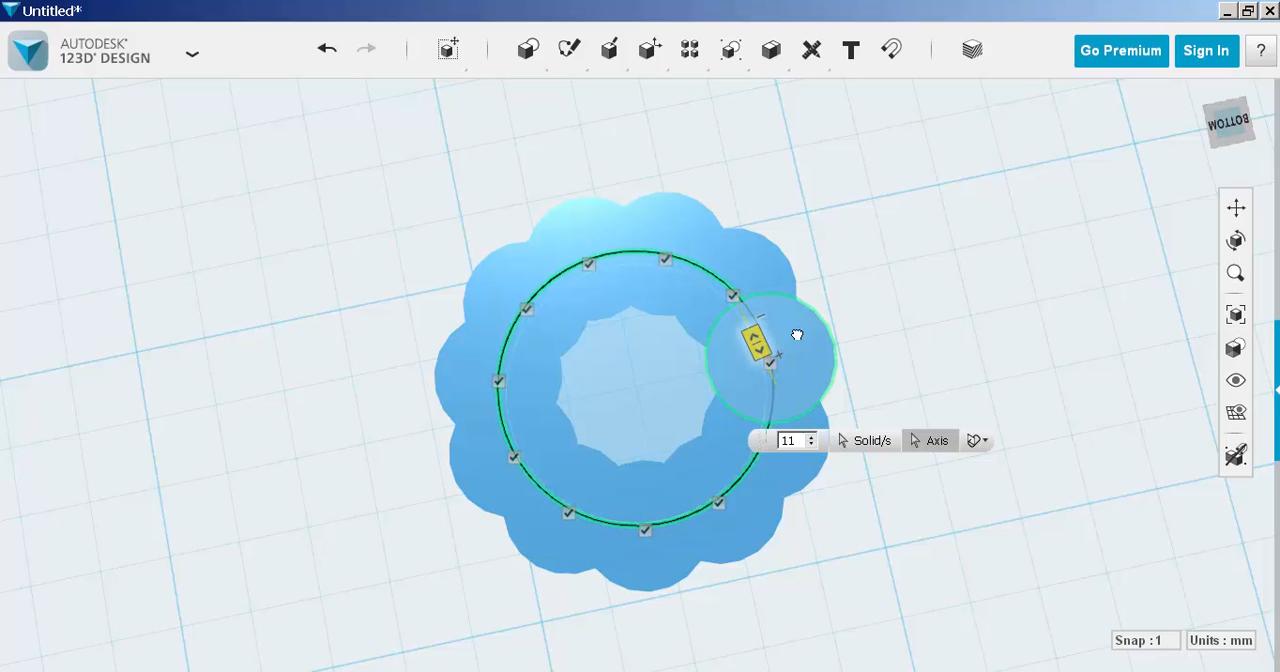 Untitled*
AUTODESK®
123D® DESIGN
T
Go Premium
Sign In
?
BOTTOM
11
Solid/s
Axis
Snap : 1
Units : mm